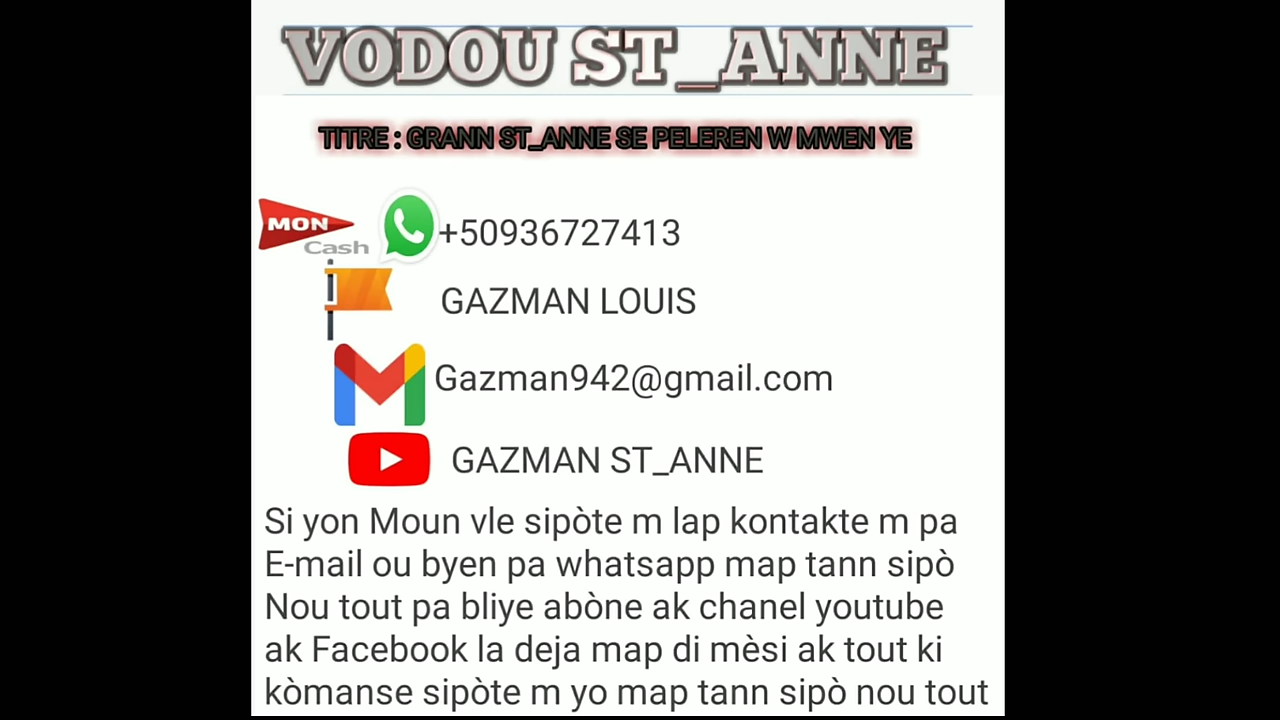 VODOU ST_ANNE
TITRE : GRANN ST_ANNE SE PELEREN W MWEN YE
MON Cash +50936727413
GAZMAN LOUIS
Gazman942@gmail.com
GAZMAN ST_ANNE
Si yon Moun vle sipòte m lap kontakte m pa
E-mail ou byen pa whatsapp map tann sipò
Nou tout pa bliye abòne ak chanel youtube
ak Facebook la deja map di mèsi ak tout ki
kòmanse sipòte m yo map tann sipò nou tout